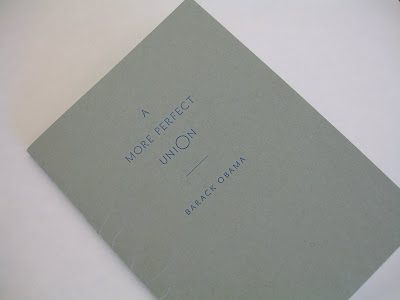 A
MORE PERFECT
UNION
BARACK OBAMA